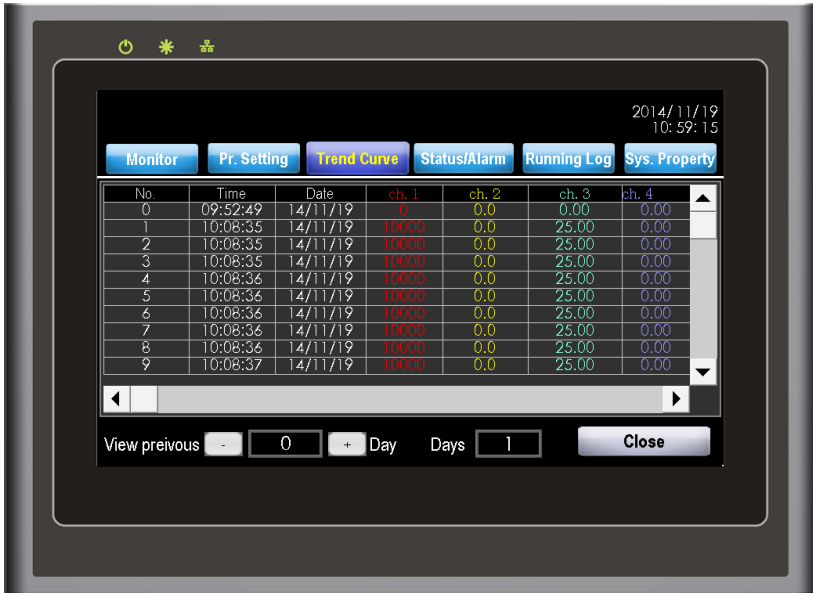 2014/11/19
10:59:15
Monitor Pr. Setting Trend Curve Status/Alarm Running Log Sys. Property
No. Time Date ch. 1 ch. 2 ch. 3 ch. 4
0 09:52:49 14/11/19 0 0.0 0.00 0.00
1 10:08:35 14/11/19 10000 0.0 25.00 0.00
2 10:08:35 14/11/19 10000 0.0 25.00 0.00
3 10:08:35 14/11/19 10000 0.0 25.00 0.00
4 10:08:36 14/11/19 10000 0.0 25.00 0.00
5 10:08:36 14/11/19 10000 0.0 25.00 0.00
6 10:08:36 14/11/19 10000 0.0 25.00 0.00
7 10:08:36 14/11/19 10000 0.0 25.00 0.00
8 10:08:36 14/11/19 10000 0.0 25.00 0.00
9 10:08:37 14/11/19 10000 0.0 25.00 0.00
View preivous - 0 + Day Days 1 Close